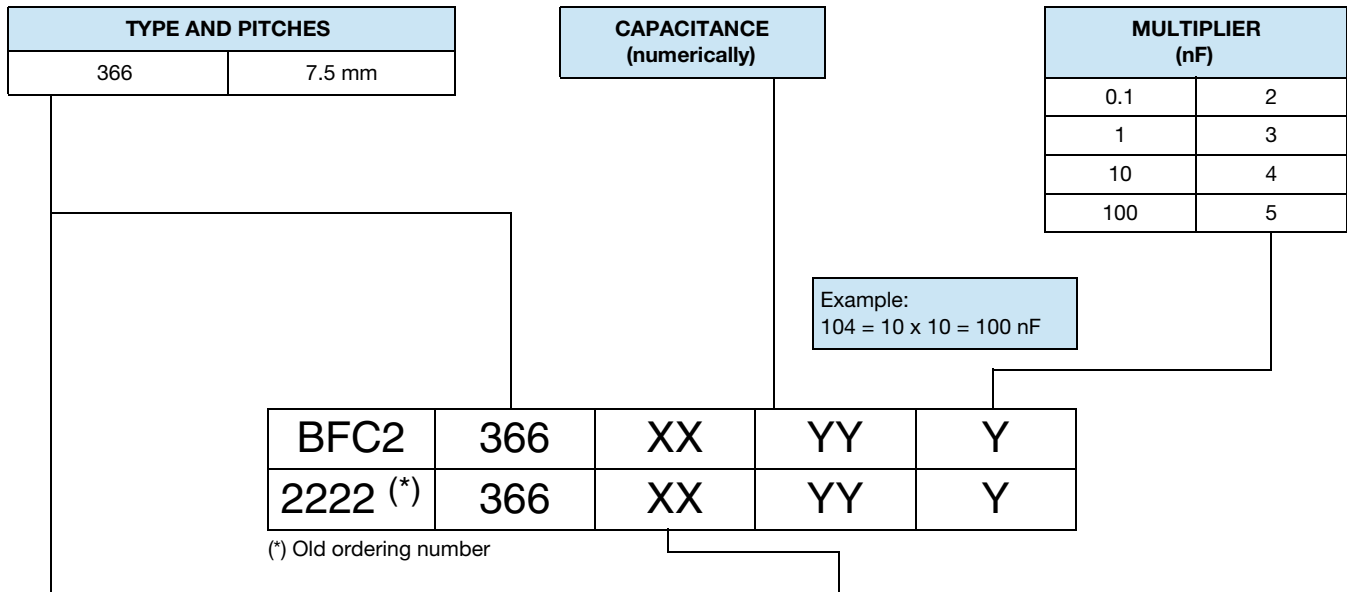 TYPE AND PITCHES
366 7.5 mm
CAPACITANCE
(numerically)
MULTIPLIER
(nF)
0.1 2
1 3
10 4
100 5
Example:
104 = 10 x 10 = 100 nF
BFC2 366 XX YY Y
2222 (*) 366 XX YY Y
(*) Old ordering number